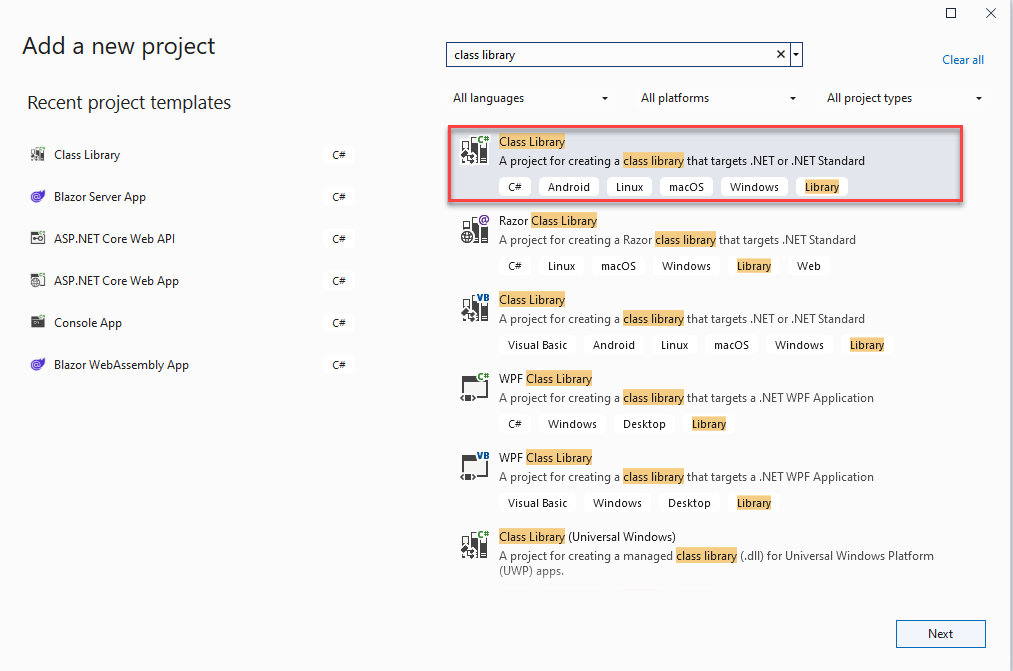 Add a new project
class library
Clear all
Recent project templates
Class Library C#
Blazor Server App C#
ASP.NET Core Web API C#
ASP.NET Core Web App C#
Console App C#
Blazor WebAssembly App C#
All languages All platforms All project types
C#
Class Library
A project for creating a class library that targets .NET or .NET Standard
C# Android Linux macOS Windows Library
@
Razor Class Library
A project for creating a Razor class library that targets .NET Standard
C# Linux macOS Windows Library Web
VB
Class Library
A project for creating a class library that targets .NET or .NET Standard
Visual Basic Android Linux macOS Windows Library
C#
WPF Class Library
A project for creating a class library that targets a .NET WPF Application
C# Windows Desktop Library
VB
WPF Class Library
A project for creating a class library that targets a .NET WPF Application
Visual Basic Windows Desktop Library
C#
Class Library (Universal Windows)
A project for creating a managed class library (.dll) for Universal Windows Platform
(UWP) apps.
Next